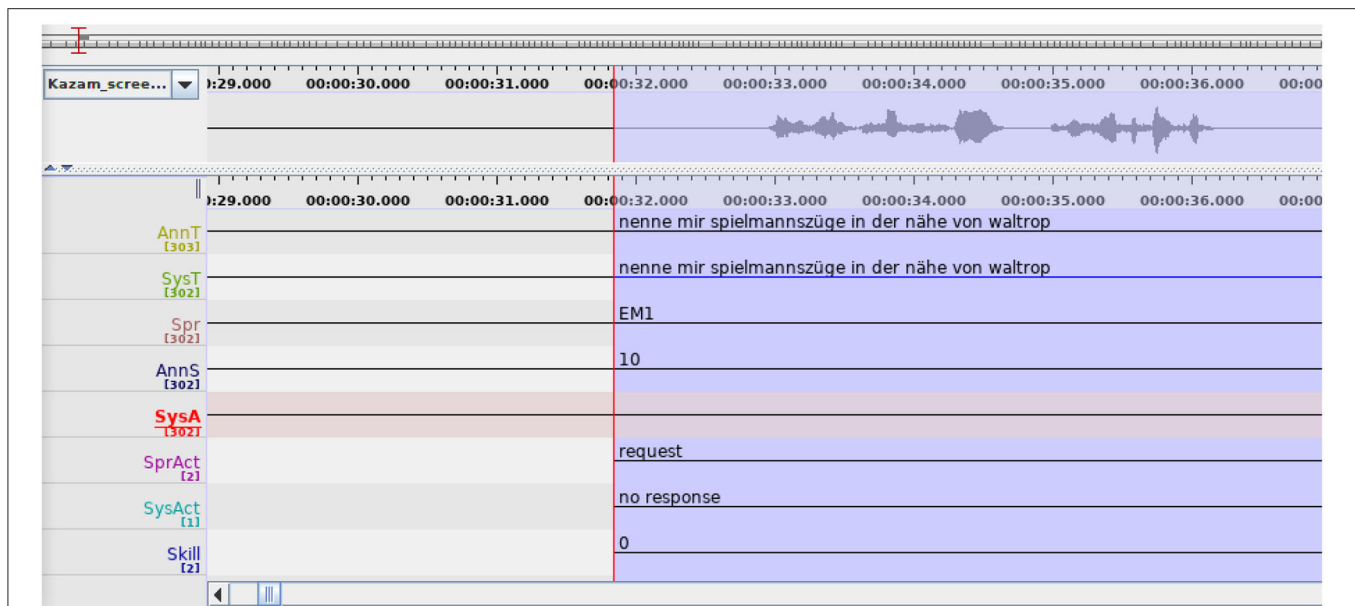 Kazam_scree... ):29.000 00:00:30.000 00:00:31.000 00:00:32.000 00:00:33.000 00:00:34.000 00:00:35.000 00:00:36.000 00:00
):29.000 00:00:30.000 00:00:31.000 00:00:32.000 00:00:33.000 00:00:34.000 00:00:35.000 00:00:36.000 00:00
AnnT nenne mir spielmannszüge in der nähe von waltrop
[303]
SysT nenne mir spielmannszüge in der nähe von waltrop
[302]
Spr EM1
[302]
AnnS 10
[302]
SysA
[302]
SprAct request
[2]
SysAct no response
[1]
Skill 0
[2]